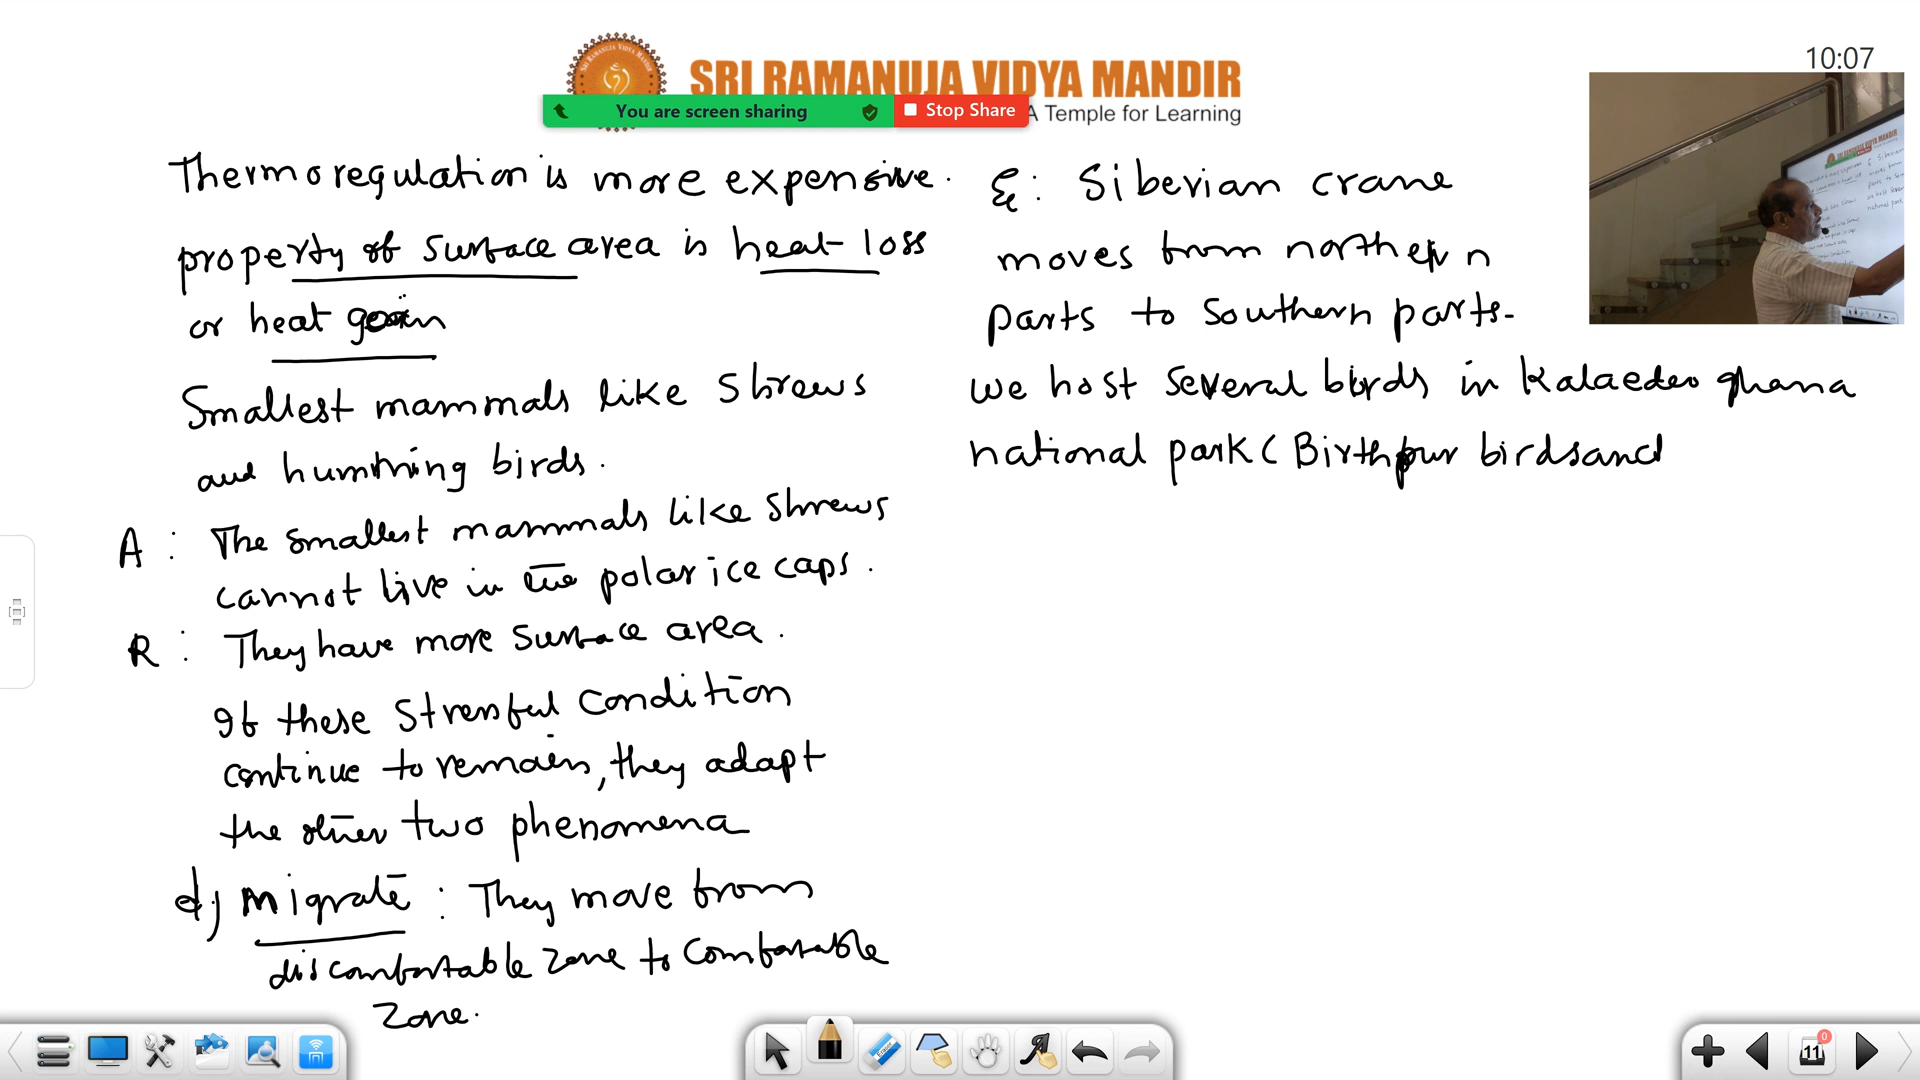 SRI RAMANUJA VIDYA MANDIR
A Temple for Learning
You are screen sharing
Stop Share
10:07
Thermoregulation is more expensive.
property of surface area is heat loss
or heat gain
Smallest mammals like Shrews
and humming birds.
A : The smallest mammals like Shrews
cannot live in the polar ice caps.
R : They have more surface area.
If these Stressful Condition
continue to remain, they adapt
the other two phenomena
d) Migrate : They move from
discomfortable zone to comfortable
zone.
Eg: Siberian crane
moves from northern
parts to Southern parts-
we host several birds in Kalaedeo ghana
national park ( Birthpur birdsanct
Eraser
11
0